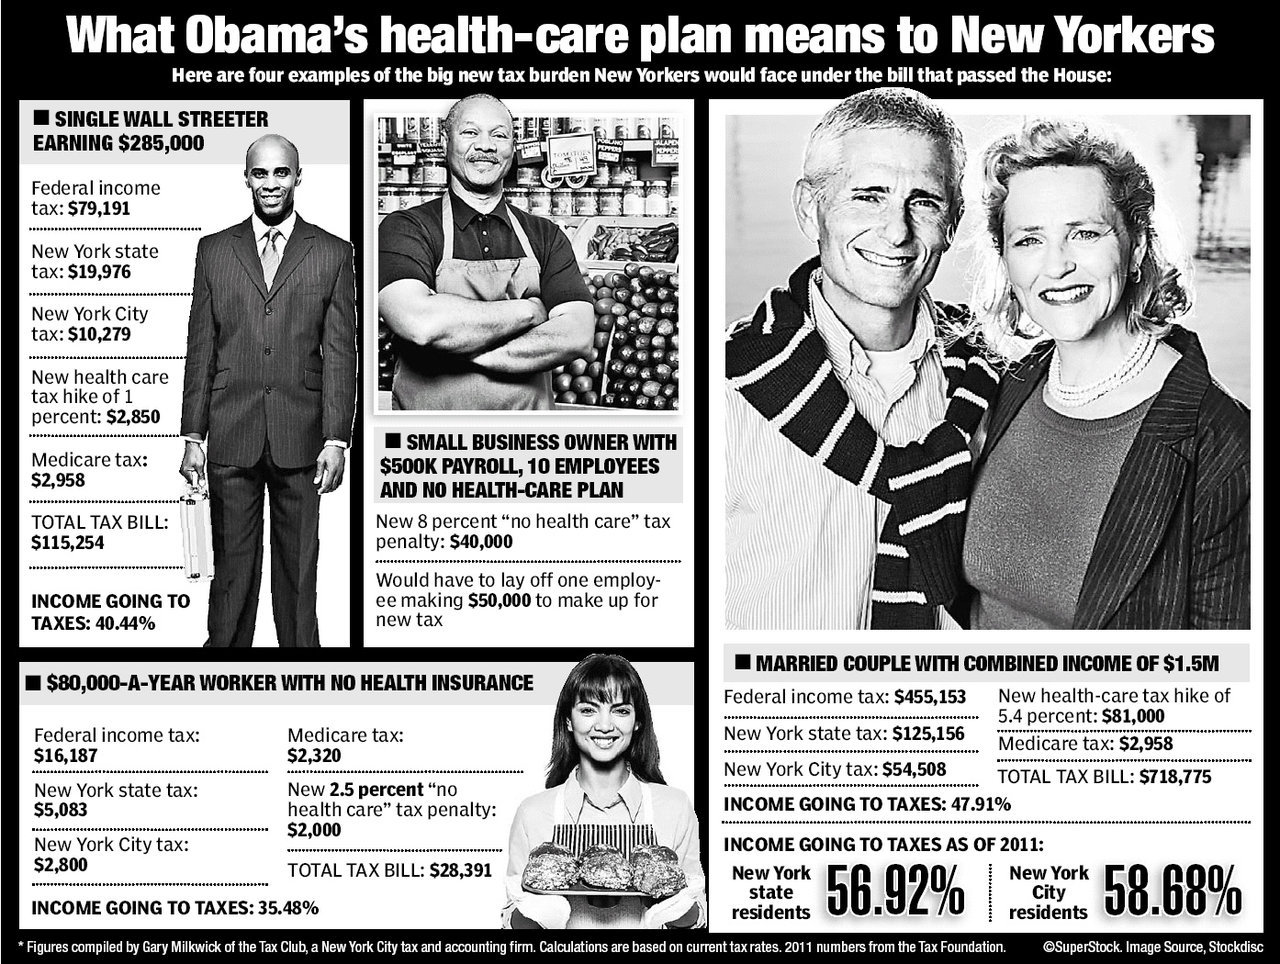 What Obama's health-care plan means to New Yorkers
Here are four examples of the big new tax burden New Yorkers would face under the bill that passed the House:
■ SINGLE WALL STREETER
EARNING $285,000
Federal income
tax: $79,191
New York state
tax: $19,976
New York City
tax: $10,279
New health care
tax hike of 1
percent: $2,850
Medicare tax:
$2,958
TOTAL TAX BILL:
$115,254
INCOME GOING TO
TAXES: 40.44%
■ SMALL BUSINESS OWNER WITH
$500K PAYROLL, 10 EMPLOYEES
AND NO HEALTH-CARE PLAN
New 8 percent “no health care” tax
penalty: $40,000
Would have to lay off one employ-
ee making $50,000 to make up for
new tax
■ $80,000-A-YEAR WORKER WITH NO HEALTH INSURANCE
Federal income tax:
$16,187
New York state tax:
$5,083
New York City tax:
$2,800
Medicare tax:
$2,320
New 2.5 percent “no
health care” tax penalty:
$2,000
TOTAL TAX BILL: $28,391
INCOME GOING TO TAXES: 35.48%
■ MARRIED COUPLE WITH COMBINED INCOME OF $1.5M
Federal income tax: $455,153
New York state tax: $125,156
New York City tax: $54,508
New health-care tax hike of
5.4 percent: $81,000
Medicare tax: $2,958
TOTAL TAX BILL: $718,775
INCOME GOING TO TAXES: 47.91%
INCOME GOING TO TAXES AS OF 2011:
New York
state
residents
56.92%
New York
City
residents
58.68%
* Figures compiled by Gary Milkwick of the Tax Club, a New York City tax and accounting firm. Calculations are based on current tax rates. 2011 numbers from the Tax Foundation.
©SuperStock. Image Source, Stockdisc